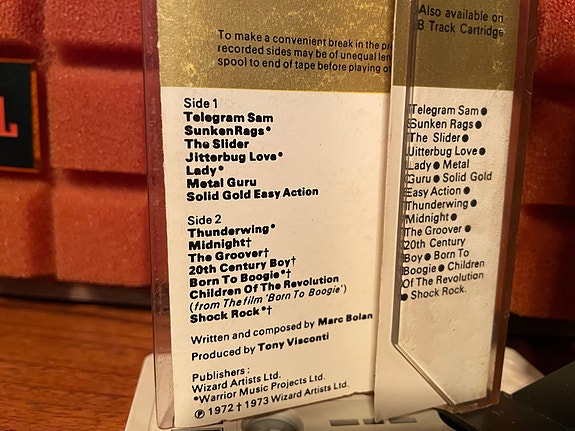 To make a convenient break in the
recorded sides may be of unequal
spool to end of tape before playing
Side 1
Telegram Sam
Sunken Rags*
The Slider
Jitterbug Love*
Lady*
Metal Guru
Solid Gold Easy Action
Side 2
Thunderwing*
Midnight†
The Groover†
20th Century Boy†
Born To Boogie*†
Children Of The Revolution
(from The film 'Born To Boogie')
Shock Rock*†
Written and composed by Marc Bolan
Produced by Tony Visconti
Publishers:
Wizard Artists Ltd.
*Warrior Music Projects Ltd.
℗ 1972 † 1973 Wizard Artists Ltd.
Also available on
8 Track Cartridge
Telegram Sam ●
Sunken Rags ●
The Slider ●
Jitterbug Love ●
Lady ● Metal
Guru ● Solid Gold
Easy Action ●
Thunderwing ●
Midnight ●
The Groover ●
20th Century
Boy ● Born To
Boogie ● Children
Of The Revolution
● Shock Rock.